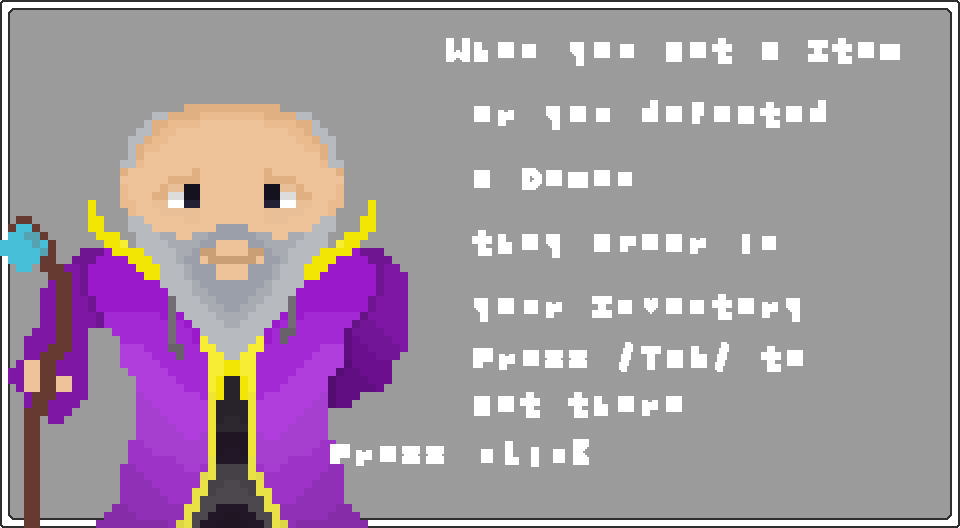 When you get a Item
or you defeated
a Demon
they apear in
your Inventory
Press /Tab/ to
get there
Press clicK